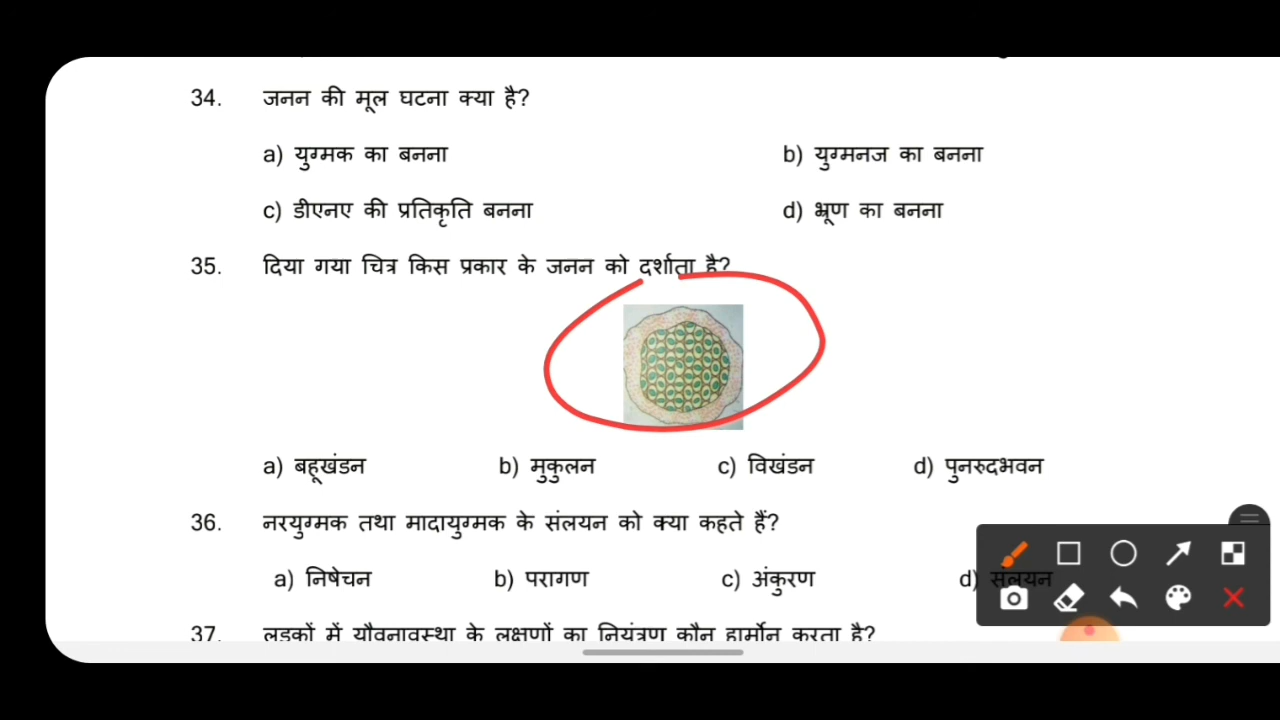 34. जनन की मूल घटना क्या है?
a) युग्मक का बनना b) युग्मनज का बनना
c) डीएनए की प्रतिकृति बनना d) भ्रूण का बनना
35. दिया गया चित्र किस प्रकार के जनन को दर्शाता है?
a) बहूखंडन b) मुकुलन c) विखंडन d) पुनरुदभवन
36. नरयुग्मक तथा मादायुग्मक के संलयन को क्या कहते हैं?
a) निषेचन b) परागण c) अंकुरण d) संलयन
37. लड़कों में यौवनावस्था के लक्षणों का नियंत्रण कौन हार्मोन करता है?